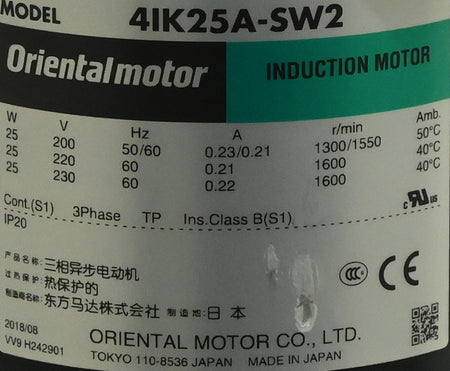 MODEL 4IK25A-SW2
Orientalmotor INDUCTION MOTOR
W V Hz A r/min Amb.
25 200 50/60 0.23/0.21 1300/1550 50°C
25 220 60 0.21 1600 40°C
25 230 60 0.22 1600 40°C
Cont.(S1) 3Phase TP Ins.Class B(S1) c RU us
IP20
产品名称: 三相异步电动机
过热保护: 热保护的
制造商: 东方马达株式会社 制造地: 日本
CCC CE
2018/08
VV9 H242901
ORIENTAL MOTOR CO., LTD.
TOKYO 110-8536 JAPAN MADE IN JAPAN